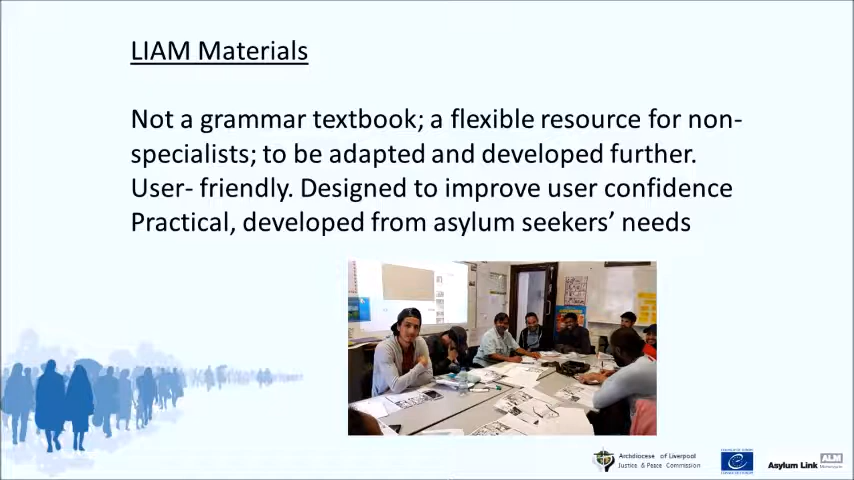 LIAM Materials
Not a grammar textbook; a flexible resource for non-
specialists; to be adapted and developed further.
User- friendly. Designed to improve user confidence
Practical, developed from asylum seekers’ needs
Archdiocese of Liverpool
Justice & Peace Commission
Asylum Link
ALM